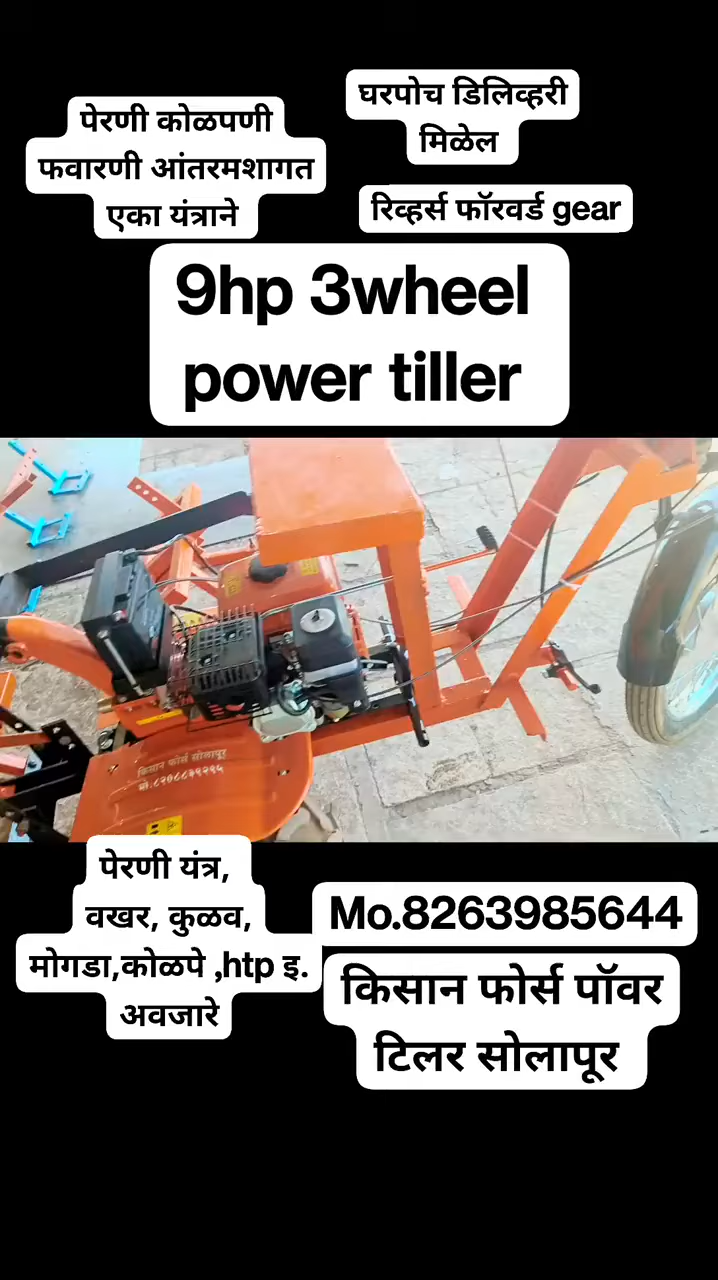 पेरणी कोळपणी
फवारणी आंतरमशागत
एका यंत्राने
घरपोच डिलिव्हरी
मिळेल
रिव्हर्स फॉरवर्ड gear
9hp 3wheel
power tiller
किसान फोर्स सोलापूर
मो.८२०८८३९२९५
पेरणी यंत्र,
वखर, कुळव,
मोगडा,कोळपे ,htp इ.
अवजारे
Mo.8263985644
किसान फोर्स पॉवर
टिलर सोलापूर